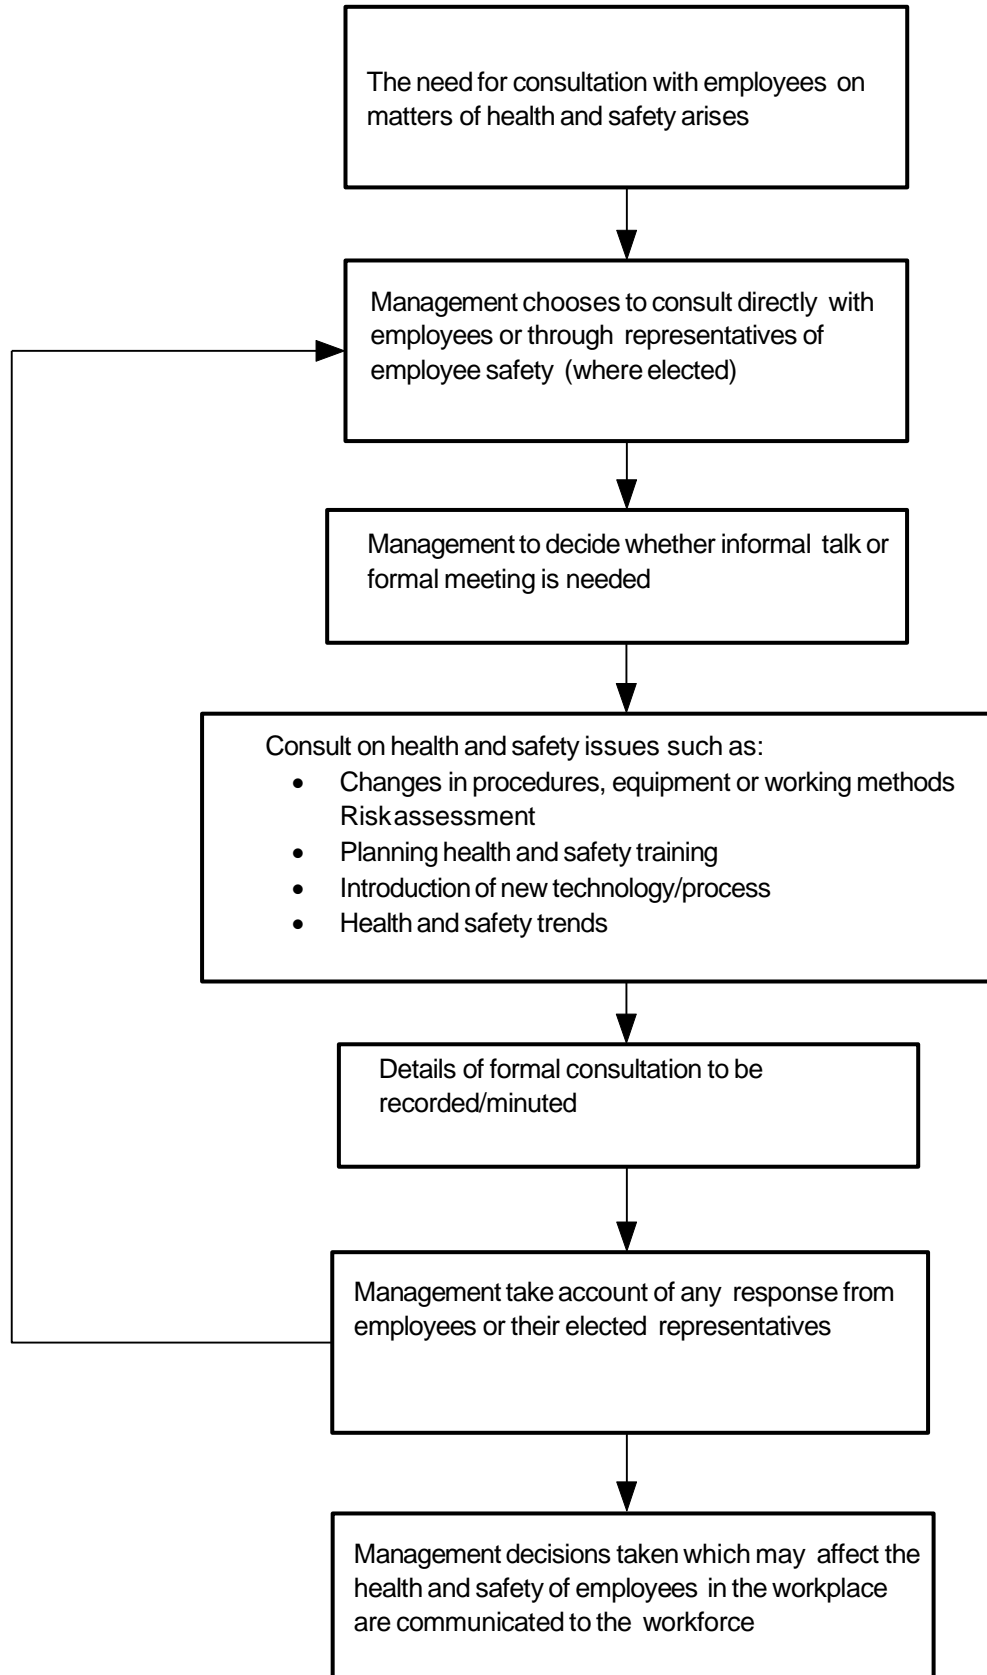 The need for consultation with employees on
matters of health and safety arises
Management chooses to consult directly with
employees or through representatives of
employee safety (where elected)
Management to decide whether informal talk or
formal meeting is needed
Consult on health and safety issues such as:
• Changes in procedures, equipment or working methods
Risk assessment
• Planning health and safety training
• Introduction of new technology/process
• Health and safety trends
Details of formal consultation to be
recorded/minuted
Management take account of any response from
employees or their elected representatives
Management decisions taken which may affect the
health and safety of employees in the workplace
are communicated to the workforce